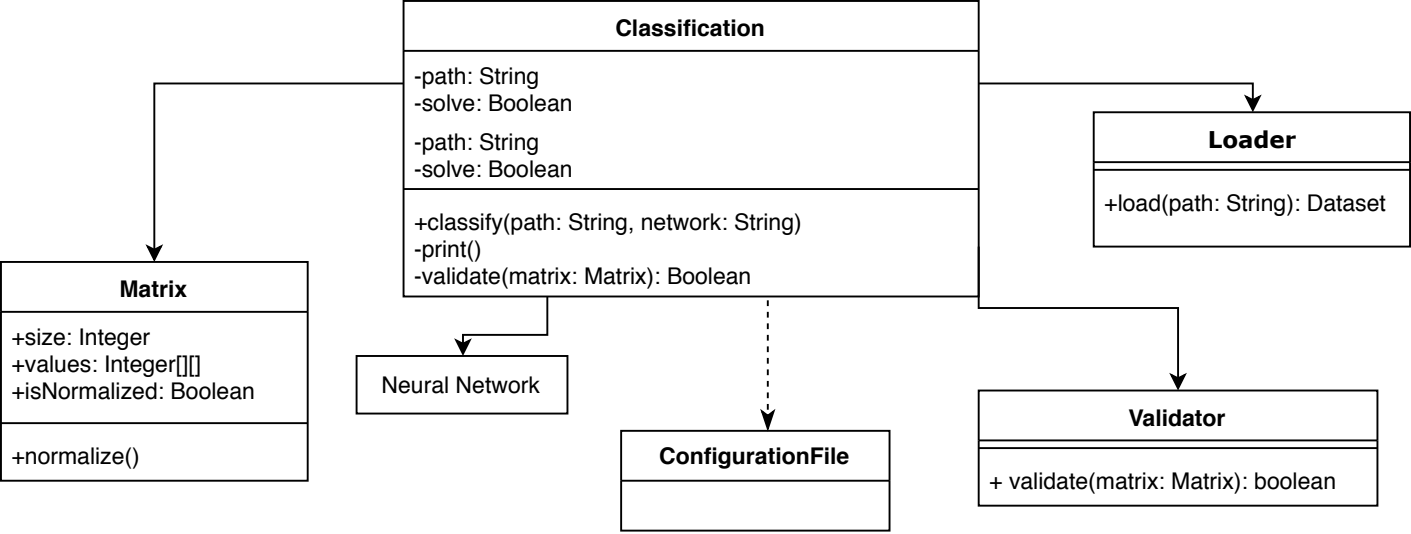 Classification
-path: String
-solve: Boolean
-path: String
-solve: Boolean
+classify(path: String, network: String)
-print()
-validate(matrix: Matrix): Boolean
Loader
+load(path: String): Dataset
Matrix
+size: Integer
+values: Integer[][]
+isNormalized: Boolean
+normalize()
Neural Network
ConfigurationFile
Validator
+ validate(matrix: Matrix): boolean